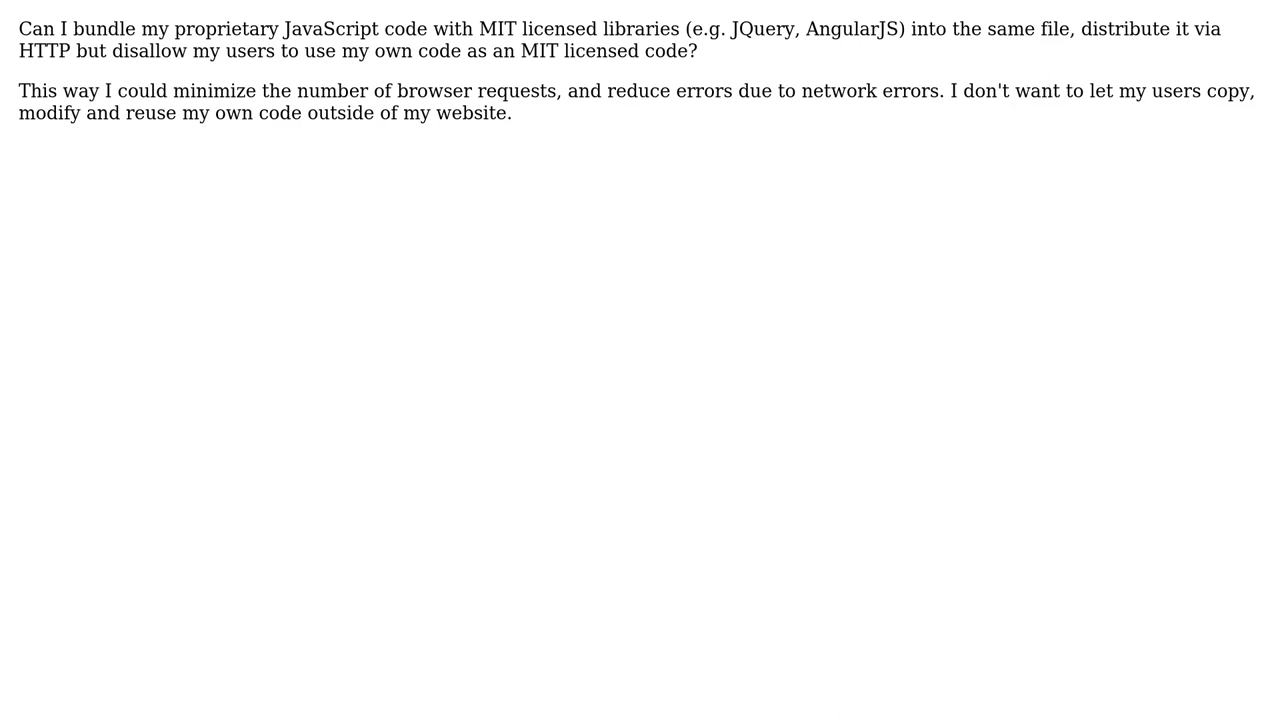 Can I bundle my proprietary JavaScript code with MIT licensed libraries (e.g. JQuery, AngularJS) into the same file, distribute it via
HTTP but disallow my users to use my own code as an MIT licensed code?
This way I could minimize the number of browser requests, and reduce errors due to network errors. I don't want to let my users copy,
modify and reuse my own code outside of my website.